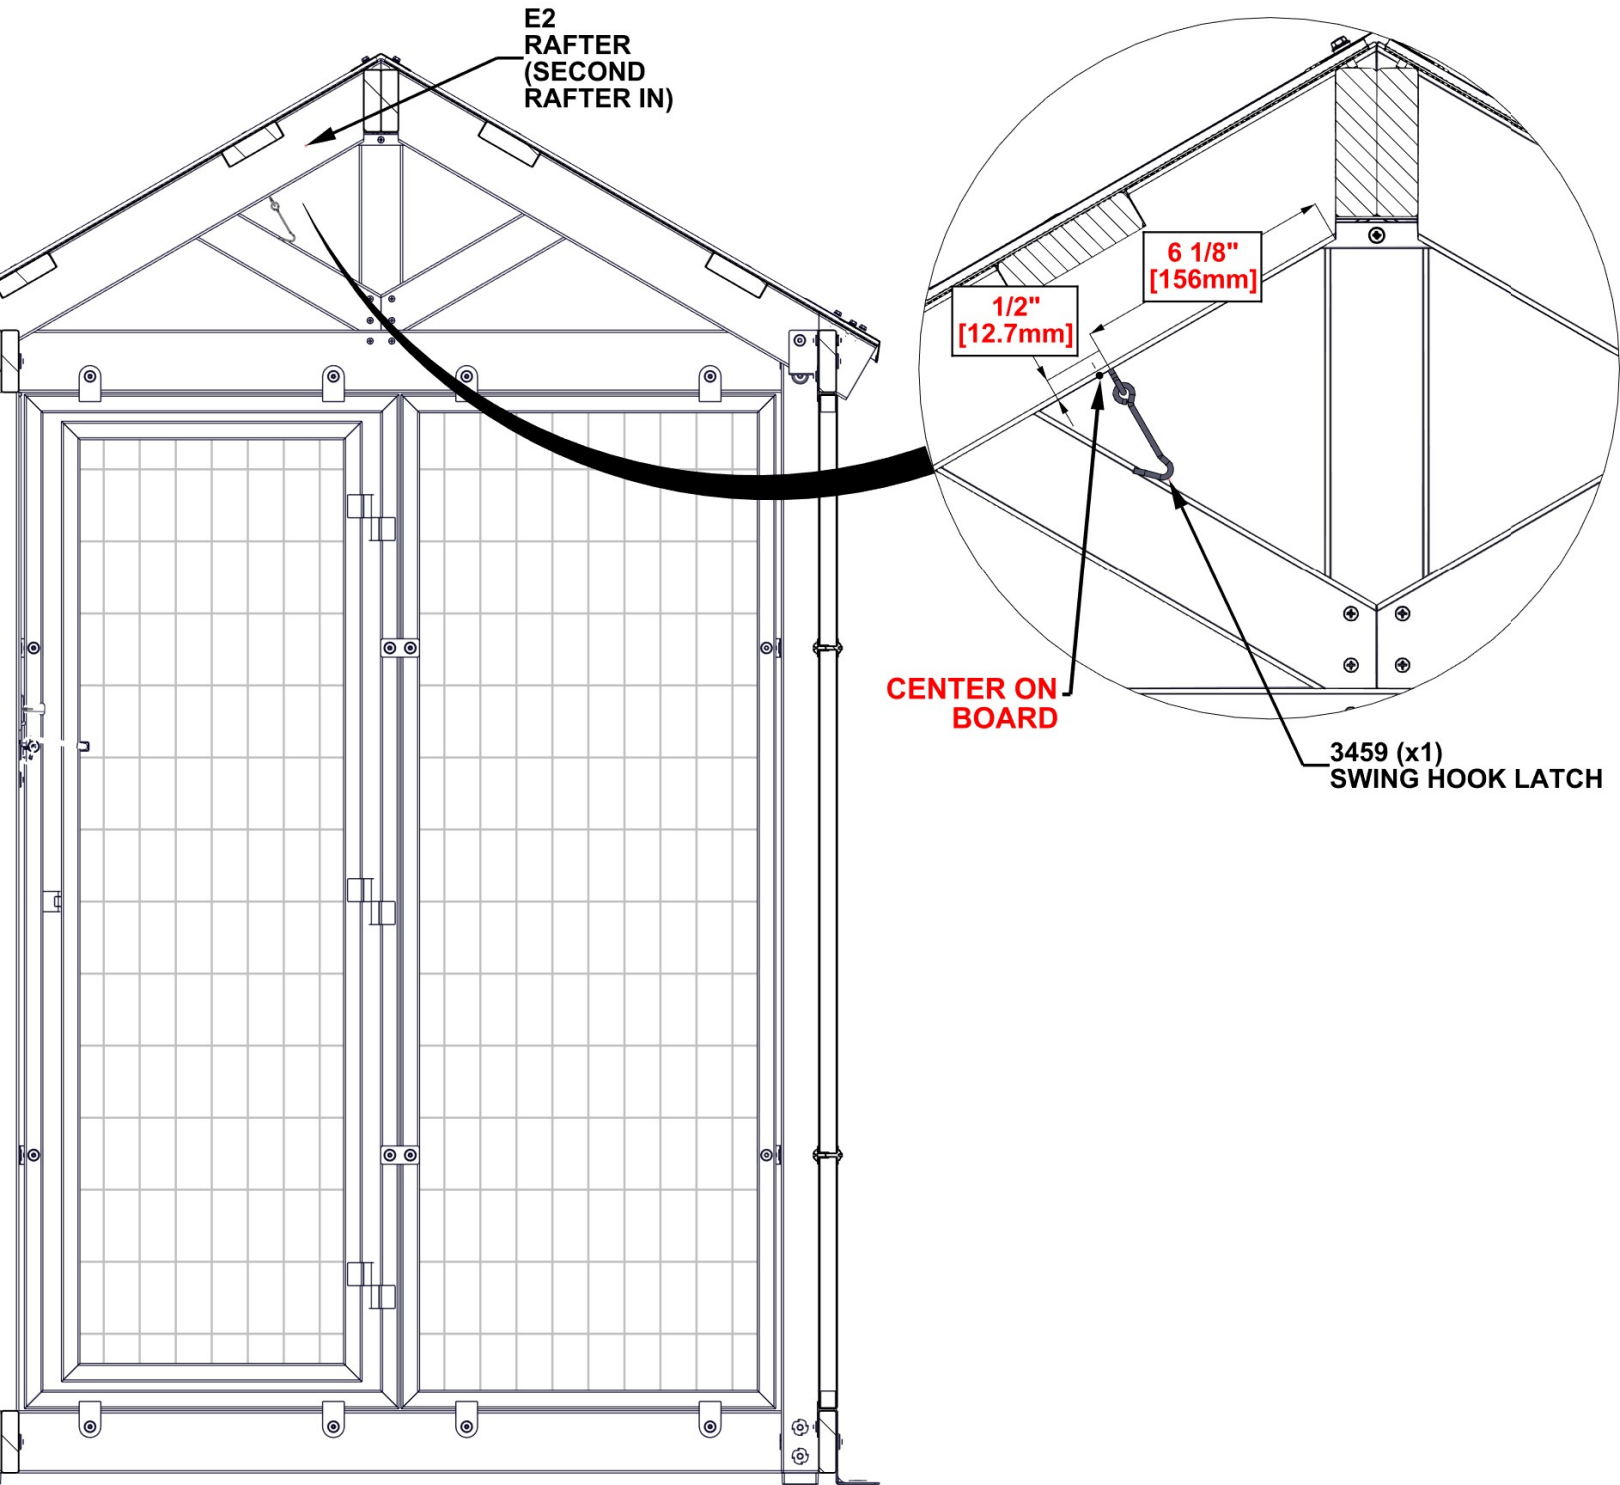 E2
RAFTER
(SECOND
RAFTER IN)
6 1/8"
[156mm]
1/2"
[12.7mm]
CENTER ON
BOARD
3459 (x1)
SWING HOOK LATCH